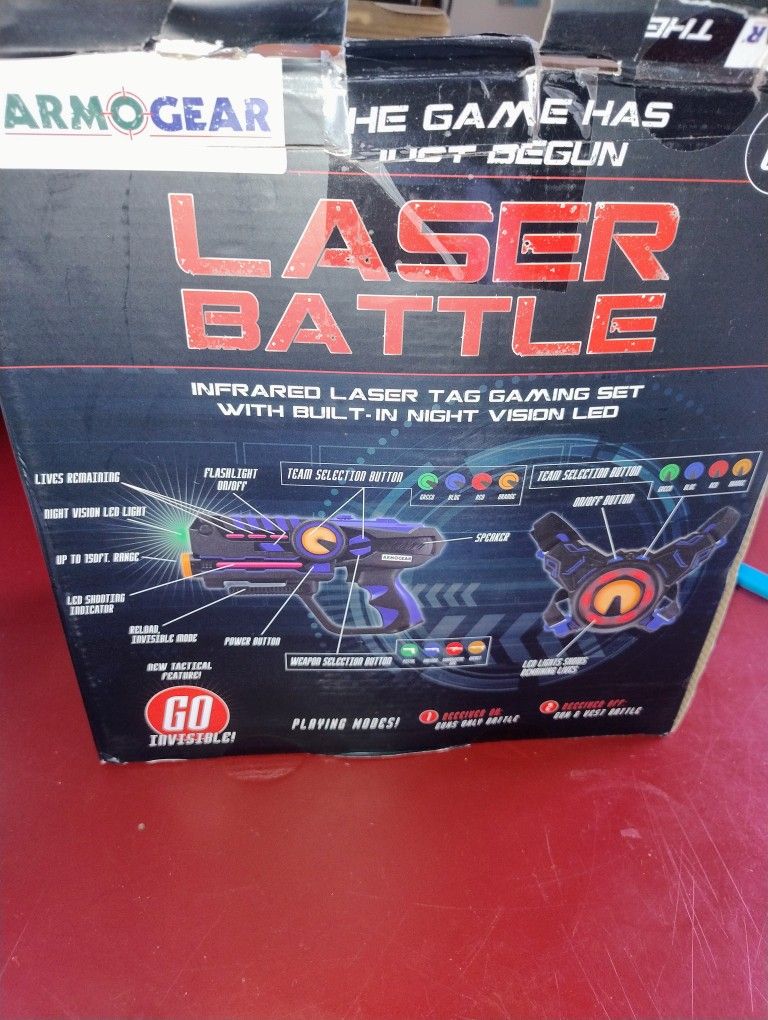 THE
ARMOGEAR
HE GAME HAS
JUST BEGUN
LASER
BATTLE
INFRARED LASER TAG GAMING SET
WITH BUILT-IN NIGHT VISION LED
LIVES REMAINING
FLASHLIGHT
ON/OFF
TEAM SELECTION BUTTON
GREEN BLUE RED ORANGE
TEAM SELECTION BUTTON
GREEN BLUE RED ORANGE
ON/OFF BUTTON
NIGHT VISION LED LIGHT
SPEAKER
ARMOGEAR
UP TO 150FT. RANGE
LED SHOOTING
INDICATOR
RELOAD,
INVISIBLE MODE
POWER BUTTON
WEAPON SELECTION BUTTON
LED LIGHTS SHOWS
REMAINING LIVES
NEW TACTICAL
FEATURE!
GO
INVISIBLE!
PLAYING MODES!
1 RECEIVER ON:
GUNS ONLY BATTLE
2 RECEIVER OFF:
GUN & VEST BATTLE